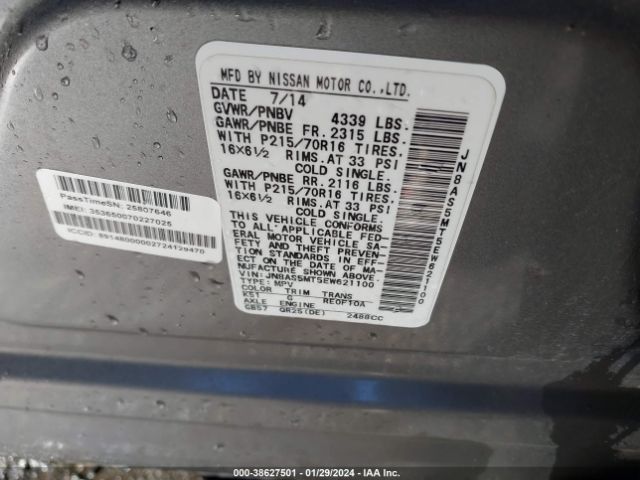 MFD BY NISSAN MOTOR CO.,LTD.
DATE 7/14
GVWR/PNBV 4339 LBS.
GAWR/PNBE FR. 2315 LBS.
WITH P215/70R16 TIRES.
16×6½ RIMS.AT 33 PSI
COLD SINGLE.
GAWR/PNBE RR. 2116 LBS.
WITH P215/70R16 TIRES.
16×6½ RIMS.AT 33 PSI
COLD SINGLE.
THIS VEHICLE CONFORMS
TO ALL APPLICABLE FED-
ERAL MOTOR VEHICLE SA-
FETY AND THEFT PREVEN-
TION STANDARDS IN EFF-
ECT ON THE DATE OF MA-
NUFACTURE SHOWN ABOVE.
VIN: JN8AS5MT5EW621100
TYPE: MPV
COLOR TRIM TRANS
G RE0F10A
AXLE ENGINE
GB57 QR25(DE) 2488CC
JN8AS5MT5EW621100
PassTimeSN: 25807646
IMEI: 353650070227025
ICCID: 89148000002724129470
000-38627501 - 01/29/2024 - IAA Inc.